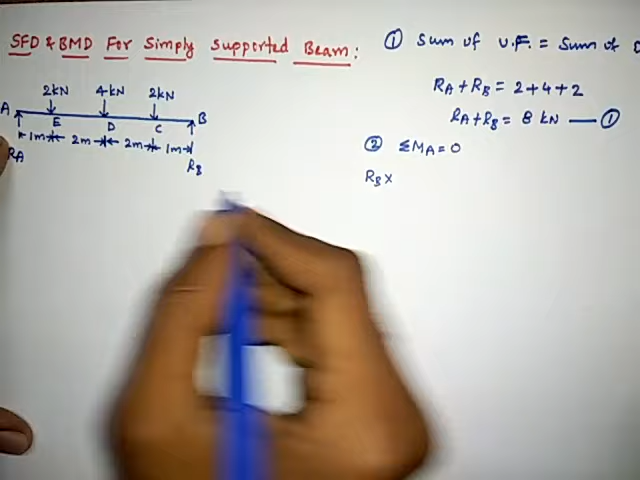 SFD & BMD For Simply Supported Beam:
2kN 4kN 2kN
A B
E D C
1m 2m 2m 1m
RA RB
① Sum of U.F. = Sum of
RA + RB = 2+4+2
RA+RB = 8 kN — ①
② ΣMA = 0
RB ×